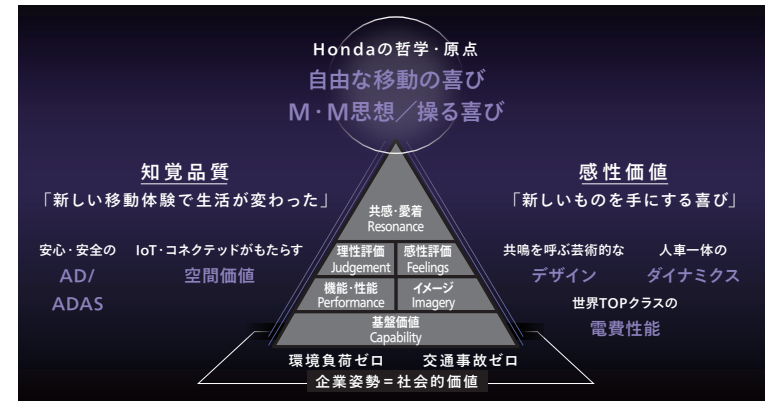 Hondaの哲学・原点
自由な移動の喜び
M・M思想／操る喜び
知覚品質
「新しい移動体験で生活が変わった」
安心・安全の
AD/
ADAS
IoT・コネクテッドがもたらす
空間価値
共感・愛着
Resonance
理性評価
Judgement
感性評価
Feelings
機能・性能
Performance
イメージ
Imagery
基盤価値
Capability
感性価値
「新しいものを手にする喜び」
共鳴を呼ぶ芸術的な
デザイン
人車一体の
ダイナミクス
世界TOPクラスの
電費性能
環境負荷ゼロ 交通事故ゼロ
企業姿勢＝社会的価値